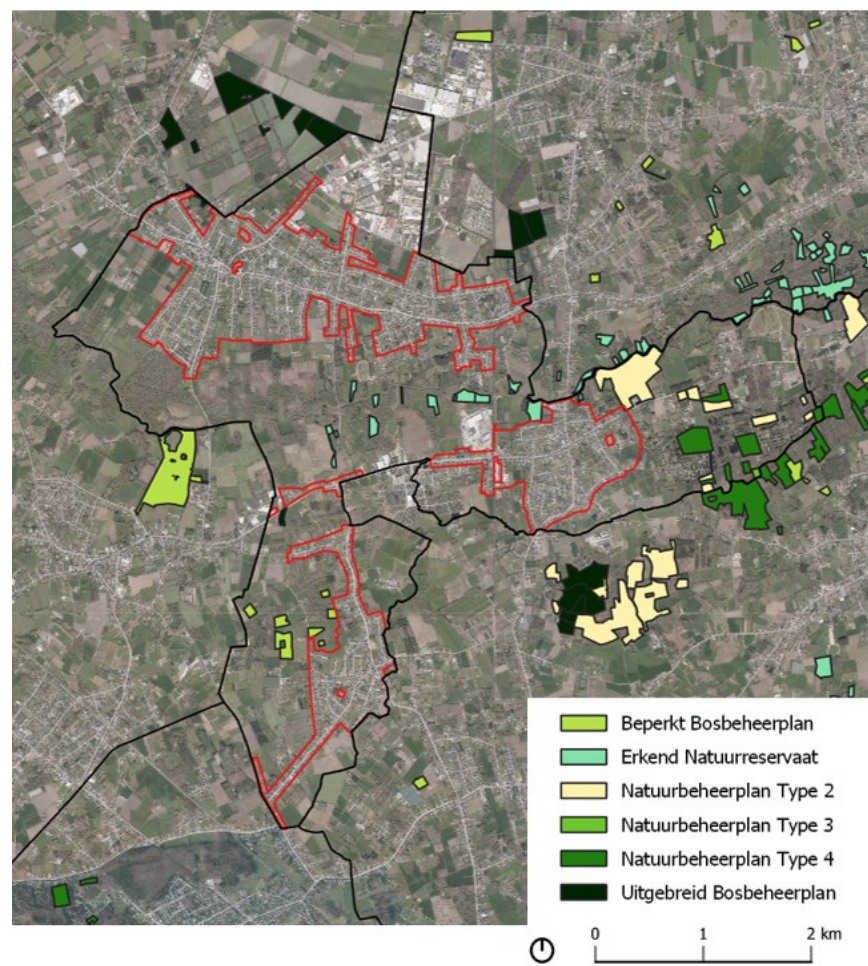 Beperkt Bosbeheerplan
Erkend Natuurreservaat
Natuurbeheerplan Type 2
Natuurbeheerplan Type 3
Natuurbeheerplan Type 4
Uitgebreid Bosbeheerplan
0 1 2 km